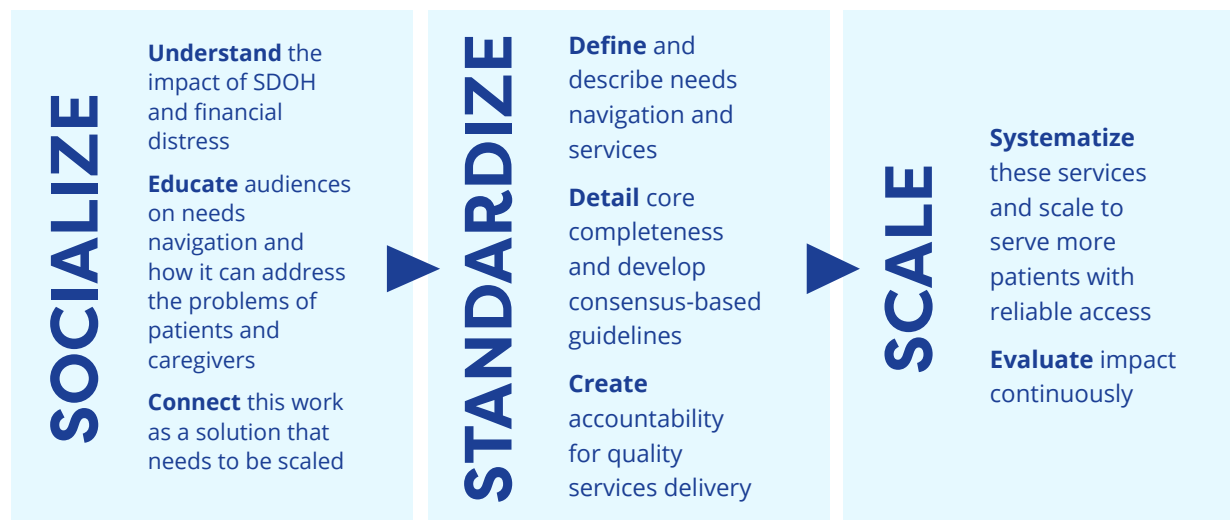 SOCIALIZE
Understand the
impact of SDOH
and financial
distress
Educate audiences
on needs
navigation and
how it can address
the problems of
patients and
caregivers
Connect this work
as a solution that
needs to be scaled
STANDARDIZE
Define and
describe needs
navigation and
services
Detail core
completeness
and develop
consensus-based
guidelines
Create
accountability
for quality
services delivery
SCALE
Systematize
these services
and scale to
serve more
patients with
reliable access
Evaluate impact
continuously